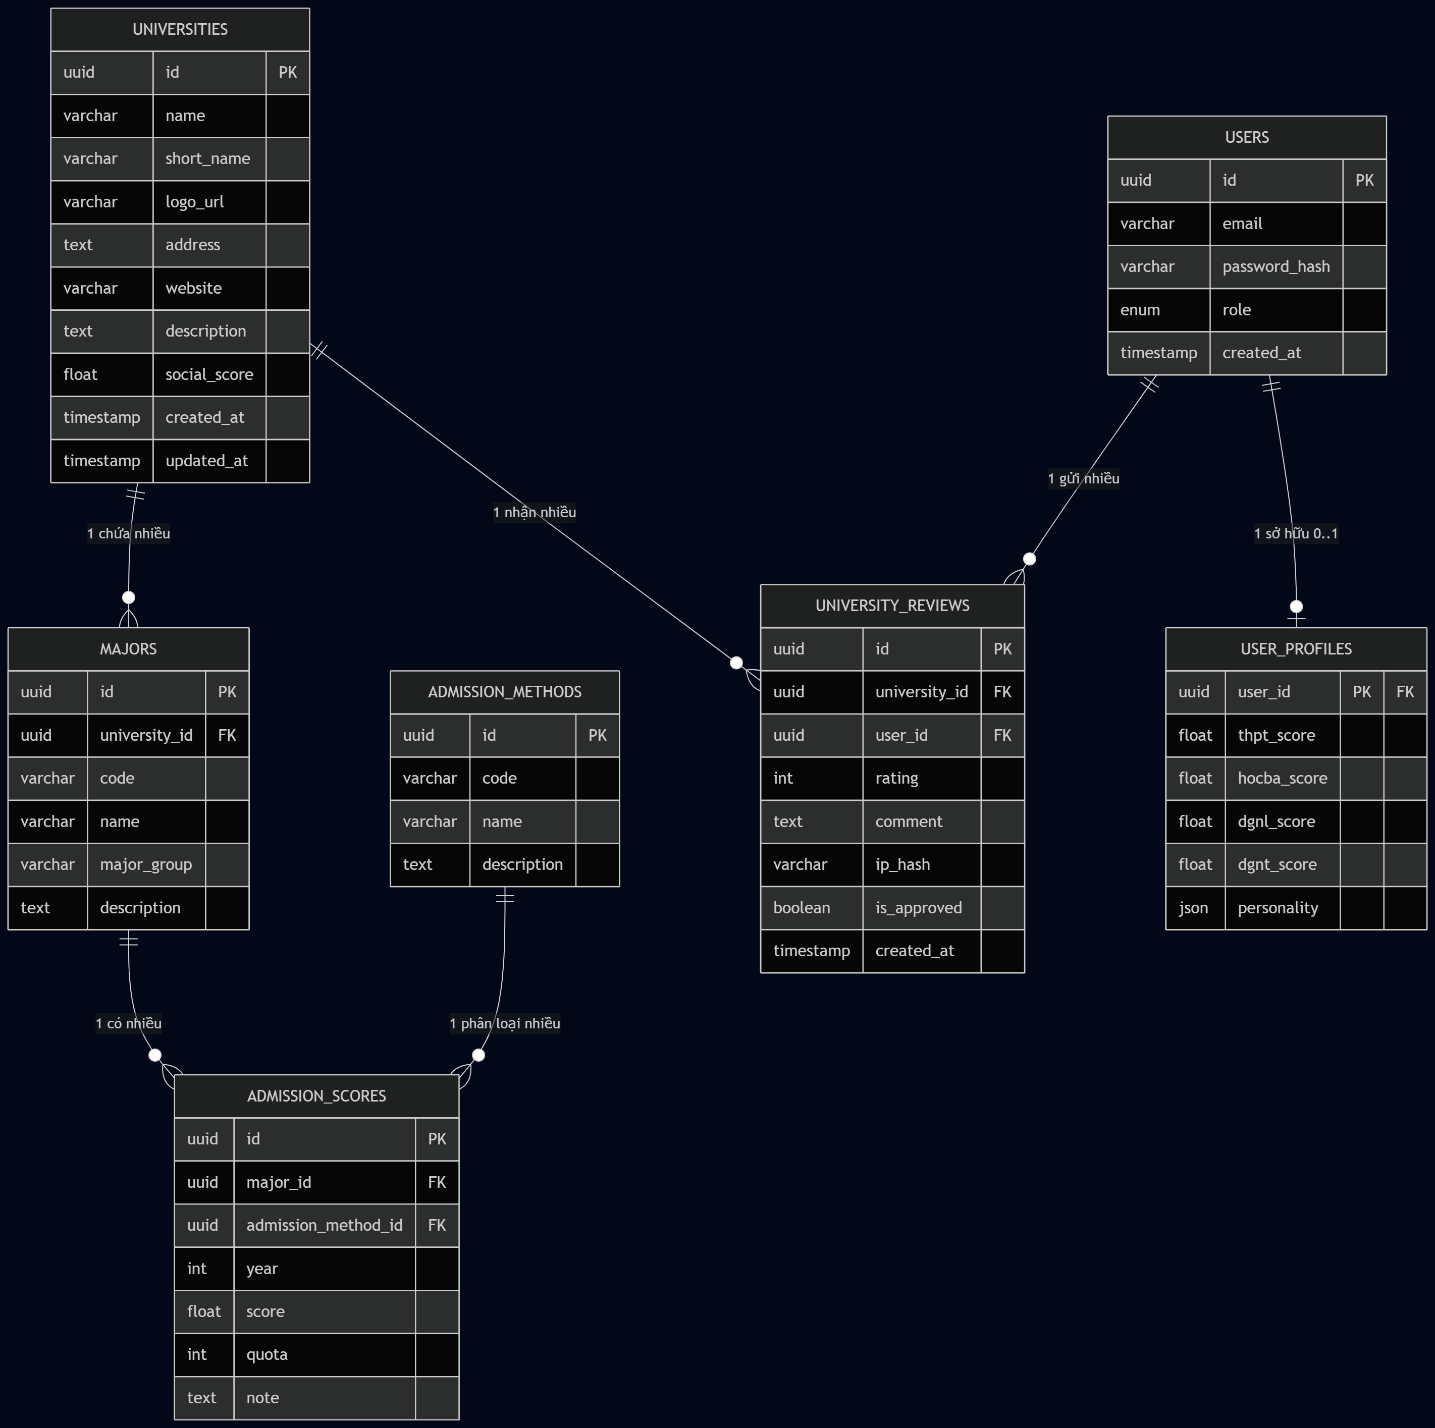 UNIVERSITIES
uuid id PK
varchar name
varchar short_name
varchar logo_url
text address
varchar website
text description
float social_score
timestamp created_at
timestamp updated_at
USERS
uuid id PK
varchar email
varchar password_hash
enum role
timestamp created_at
1 chứa nhiều
1 nhận nhiều
1 gửi nhiều
1 sở hữu 0..1
MAJORS
uuid id PK
uuid university_id FK
varchar code
varchar name
varchar major_group
text description
ADMISSION_METHODS
uuid id PK
varchar code
varchar name
text description
UNIVERSITY_REVIEWS
uuid id PK
uuid university_id FK
uuid user_id FK
int rating
text comment
varchar ip_hash
boolean is_approved
timestamp created_at
USER_PROFILES
uuid user_id PK FK
float thpt_score
float hocba_score
float dgnl_score
float dgnt_score
json personality
1 có nhiều
1 phân loại nhiều
ADMISSION_SCORES
uuid id PK
uuid major_id FK
uuid admission_method_id FK
int year
float score
int quota
text note